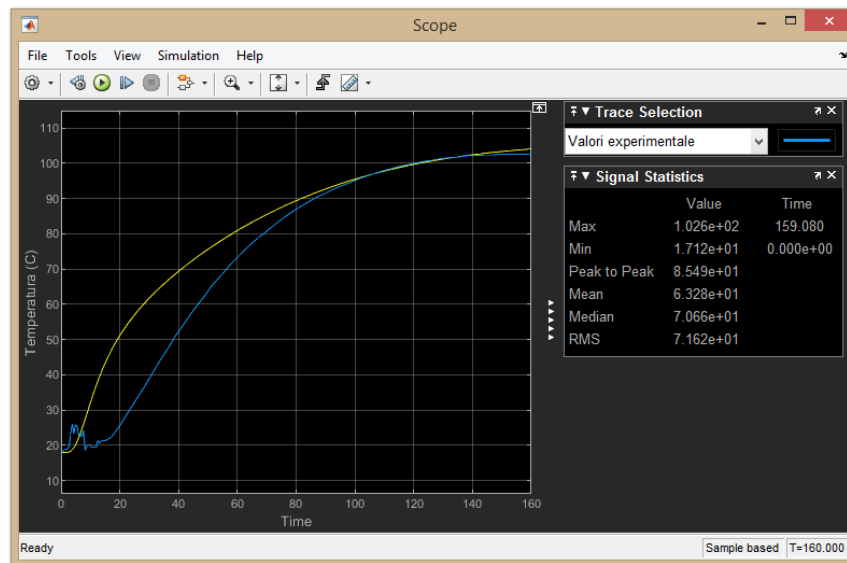 Scope
File Tools View Simulation Help
110
100
90
80
70
60
50
40
30
20
10
Temperatura (C)
0 20 40 60 80 100 120 140 160
Time
Trace Selection
Valori experimentale
Signal Statistics
Value Time
Max 1.026e+02 159.080
Min 1.712e+01 0.000e+00
Peak to Peak 8.549e+01
Mean 6.328e+01
Median 7.066e+01
RMS 7.162e+01
Ready Sample based T=160.000